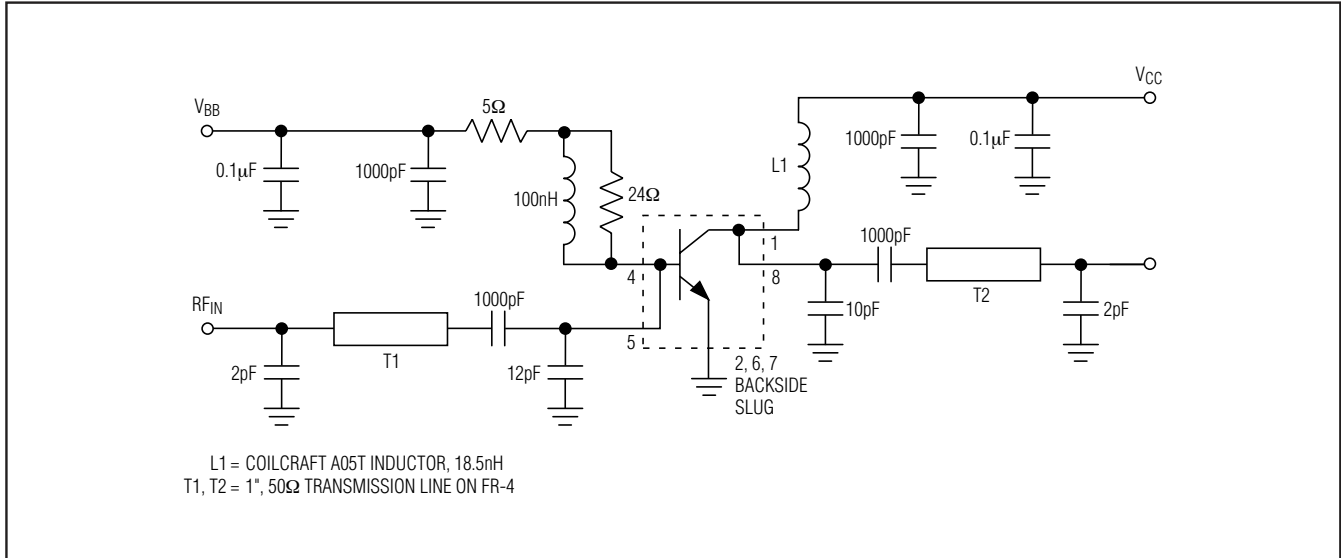 VCC
VBB
5Ω
0.1μF
1000pF
100nH
24Ω
L1
1000pF
0.1μF
1
4
8
1000pF
T2
10pF
2pF
RFIN
1000pF
T1
2pF
12pF
5
2, 6, 7
BACKSIDE
SLUG
L1 = COILCRAFT A05T INDUCTOR, 18.5nH
T1, T2 = 1", 50Ω TRANSMISSION LINE ON FR-4